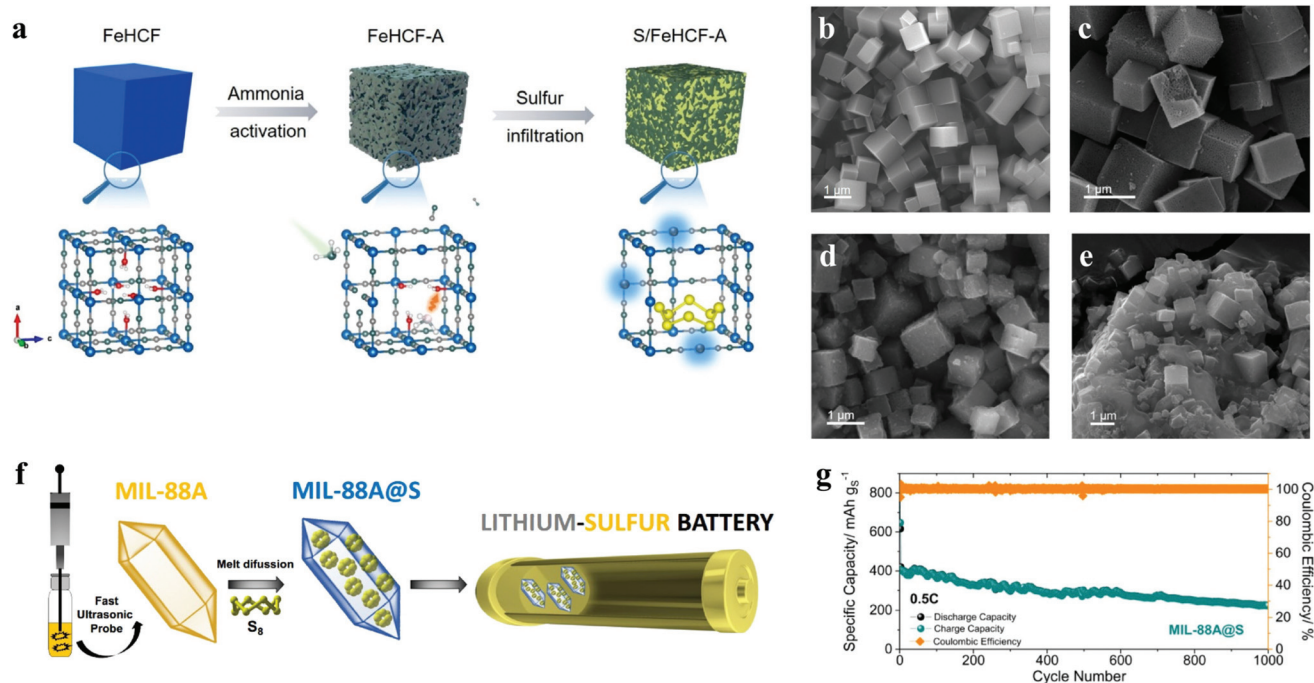 a
FeHCF
FeHCF-A
S/FeHCF-A
Ammonia
activation
Sulfur
infiltration
a
b
c
b
1 μm
c
1 μm
d
1 μm
e
1 μm
f
MIL-88A
MIL-88A@S
LITHIUM-SULFUR BATTERY
Melt difussion
S8
Fast
Ultrasonic
Probe
g
Specific Capacity/ mAh gs-1
800
600
400
200
0
0.5C
Discharge Capacity
Charge Capacity
Coulombic Efficiency
MIL-88A@S
0 200 400 600 800 1000
Cycle Number
100
80
60
40
20
0
Coulombic Efficiency/ %